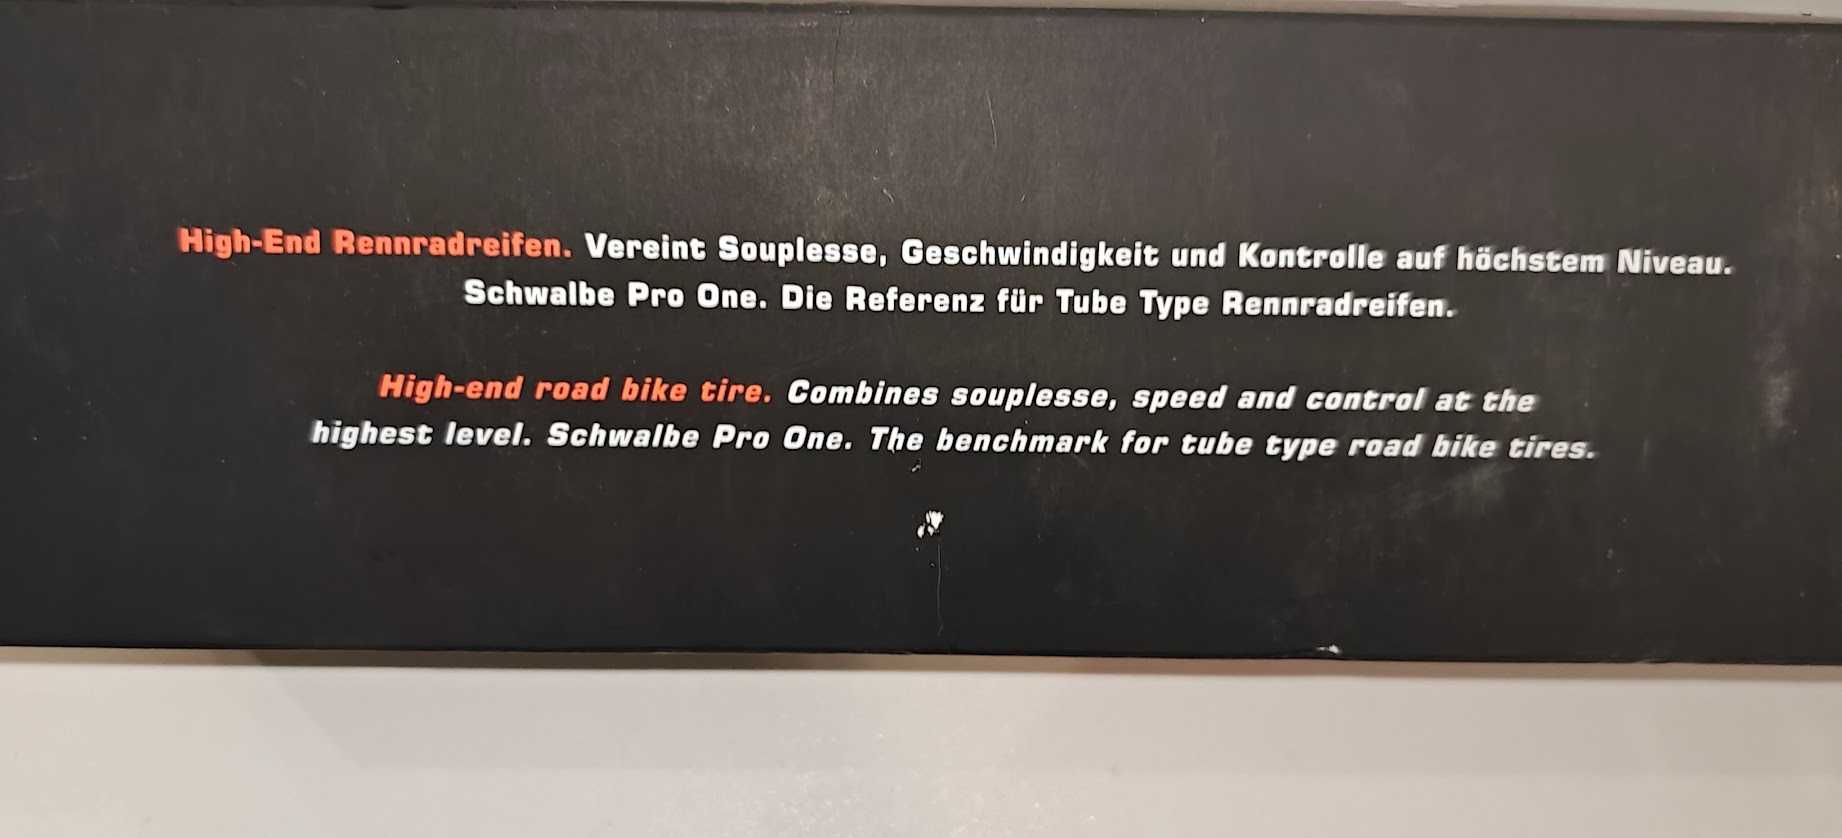 High-End Rennradreifen. Vereint Souplesse, Geschwindigkeit und Kontrolle auf höchstem Niveau.
Schwalbe Pro One. Die Referenz für Tube Type Rennradreifen.
High-end road bike tire. Combines souplesse, speed and control at the
highest level. Schwalbe Pro One. The benchmark for tube type road bike tires.